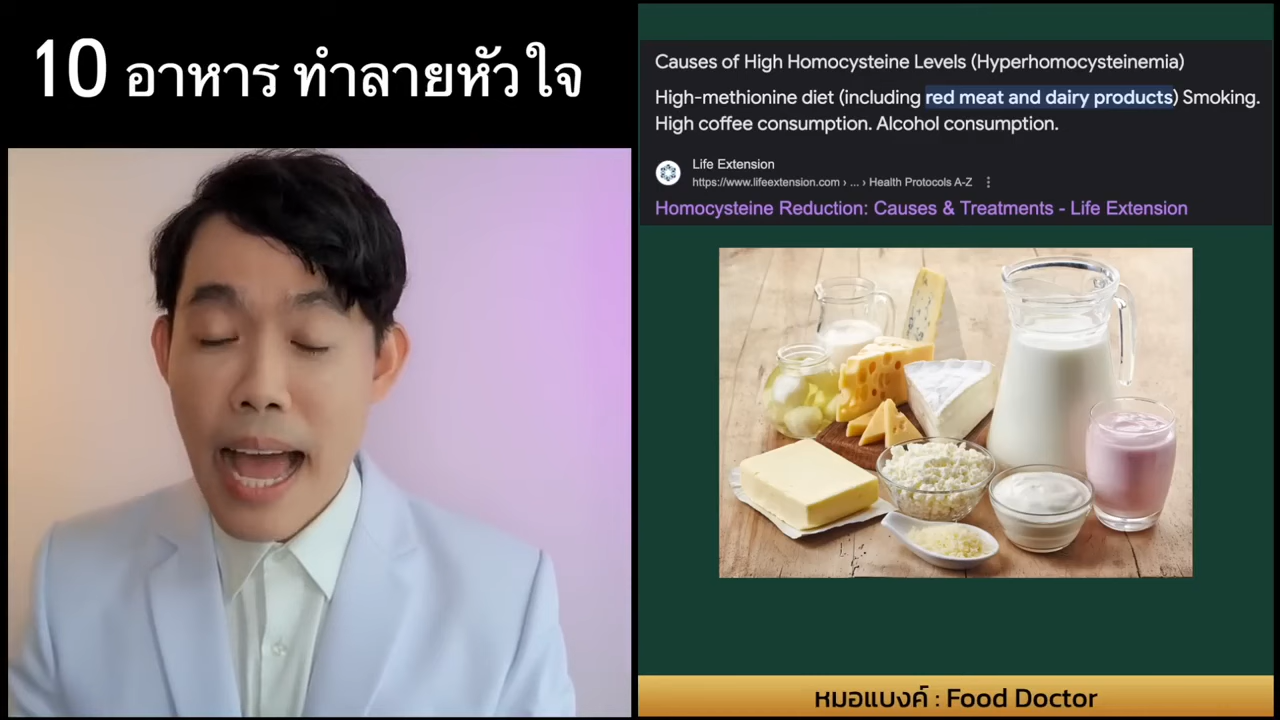 10 อาหาร ทำลายหัวใจ
Causes of High Homocysteine Levels (Hyperhomocysteinemia)
High-methionine diet (including red meat and dairy products) Smoking.
High coffee consumption. Alcohol consumption.
Life Extension
https://www.lifeextension.com › ... › Health Protocols A-Z
Homocysteine Reduction: Causes & Treatments - Life Extension
หมอแบงค์ : Food Doctor